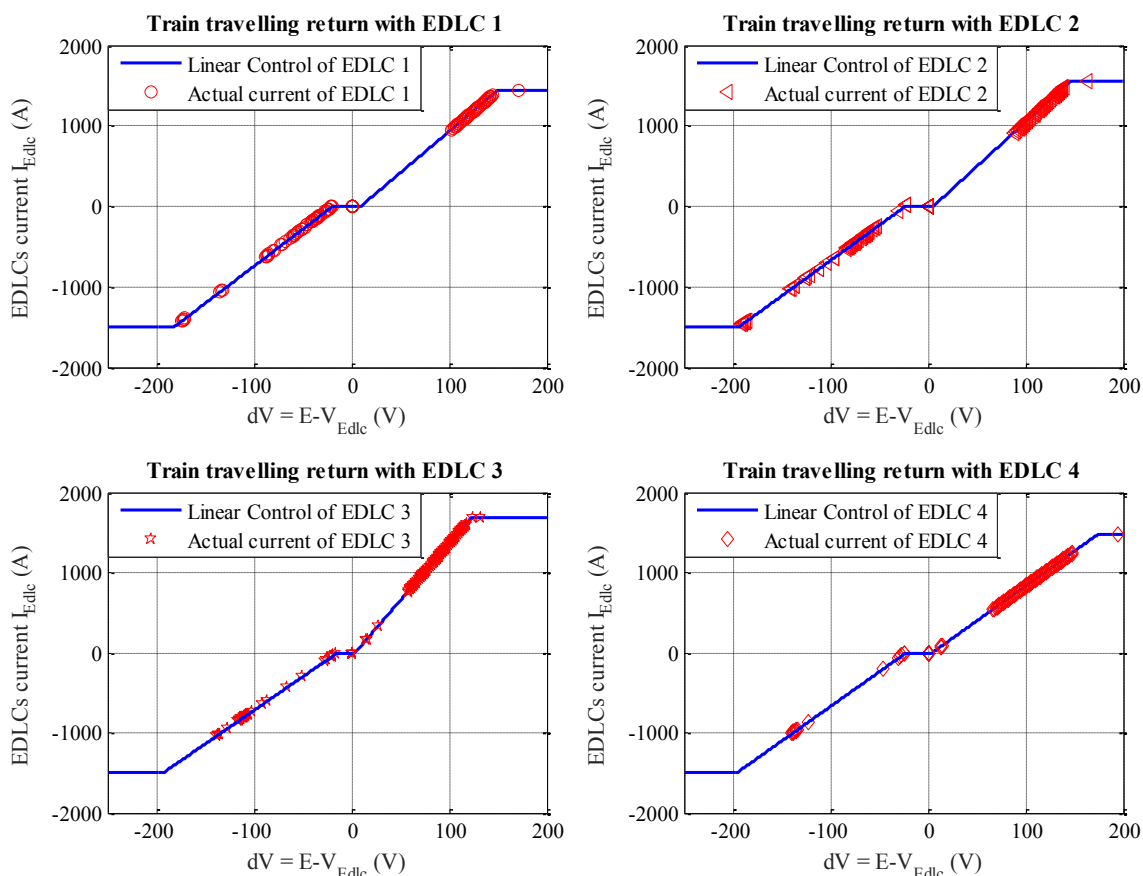 Train travelling return with EDLC 1
Linear Control of EDLC 1
Actual current of EDLC 1
EDLCs current I_Edlc (A)
2000
1000
0
-1000
-2000
-200
-100
0
100
200
dV = E-V_Edlc (V)
Train travelling return with EDLC 2
Linear Control of EDLC 2
Actual current of EDLC 2
EDLCs current I_Edlc (A)
2000
1000
0
-1000
-2000
-200
-100
0
100
200
dV = E-V_Edlc (V)
Train travelling return with EDLC 3
Linear Control of EDLC 3
Actual current of EDLC 3
EDLCs current I_Edlc (A)
2000
1000
0
-1000
-2000
-200
-100
0
100
200
dV = E-V_Edlc (V)
Train travelling return with EDLC 4
Linear Control of EDLC 4
Actual current of EDLC 4
EDLCs current I_Edlc (A)
2000
1000
0
-1000
-2000
-200
-100
0
100
200
dV = E-V_Edlc (V)